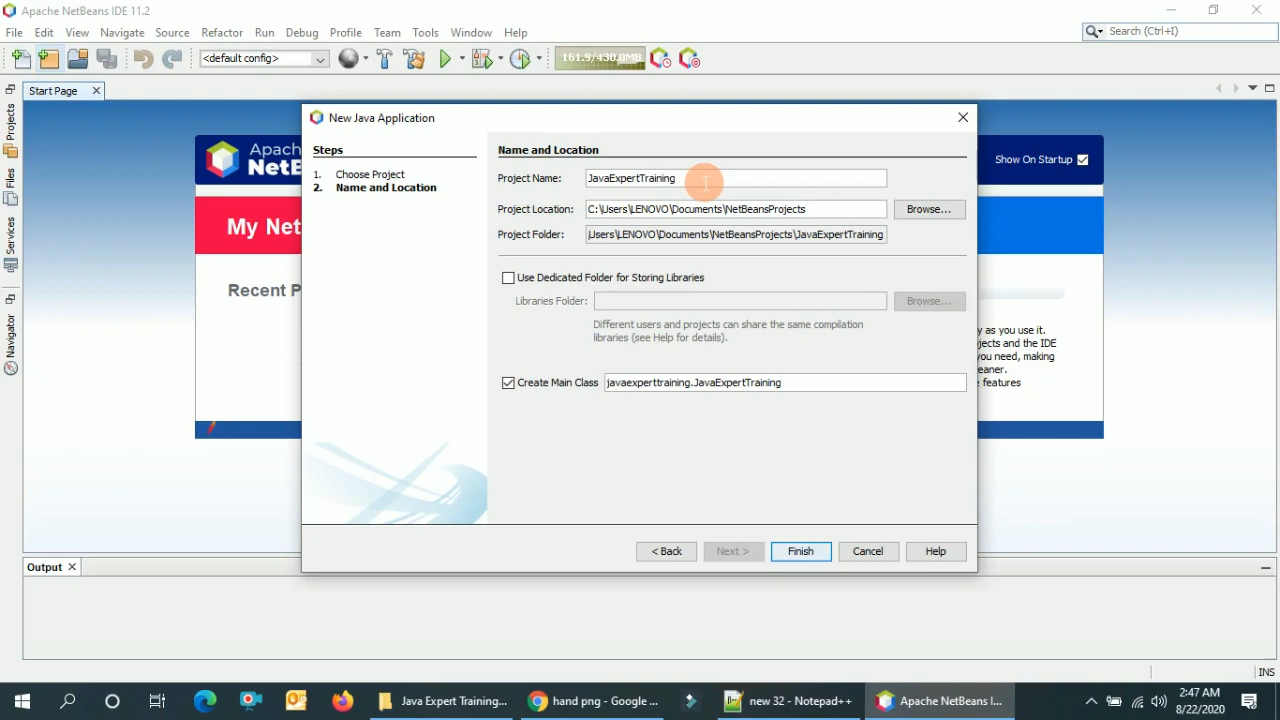 Apache NetBeans IDE 11.2
File Edit View Navigate Source Refactor Run Debug Profile Team Tools Window Help
Search (Ctrl+I)
<default config>
161.9/430.0MB
Start Page
Projects
Files
Services
Navigator
Apac
NetB
Show On Startup
My Net
Recent P
y as you use it.
jects and the IDE
you need, making
eaner.
e features
New Java Application
Steps
1. Choose Project
2. Name and Location
Name and Location
Project Name: JavaExpertTraining
Project Location: C:\Users\LENOVO\Documents\NetBeansProjects Browse...
Project Folder: Users\LENOVO\Documents\NetBeansProjects\JavaExpertTraining
Use Dedicated Folder for Storing Libraries
Libraries Folder: Browse...
Different users and projects can share the same compilation
libraries (see Help for details).
Create Main Class javaexperttraining.JavaExpertTraining
< Back Next > Finish Cancel Help
Output
INS
Java Expert Training... hand png - Google ... new 32 - Notepad++ Apache NetBeans I...
2:47 AM
8/22/2020